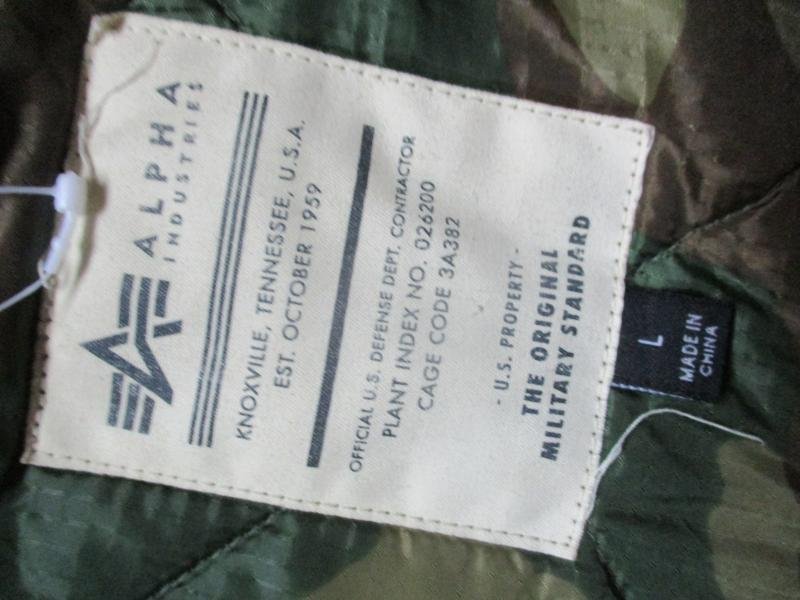 ALPHA
INDUSTRIES
KNOXVILLE, TENNESSEE, U.S.A.
EST. OCTOBER 1959
OFFICIAL U.S. DEFENSE DEPT. CONTRACTOR
PLANT INDEX NO. 026200
CAGE CODE 3A382
- U.S. PROPERTY -
THE ORIGINAL
MILITARY STANDARD
L
MADE IN
CHINA